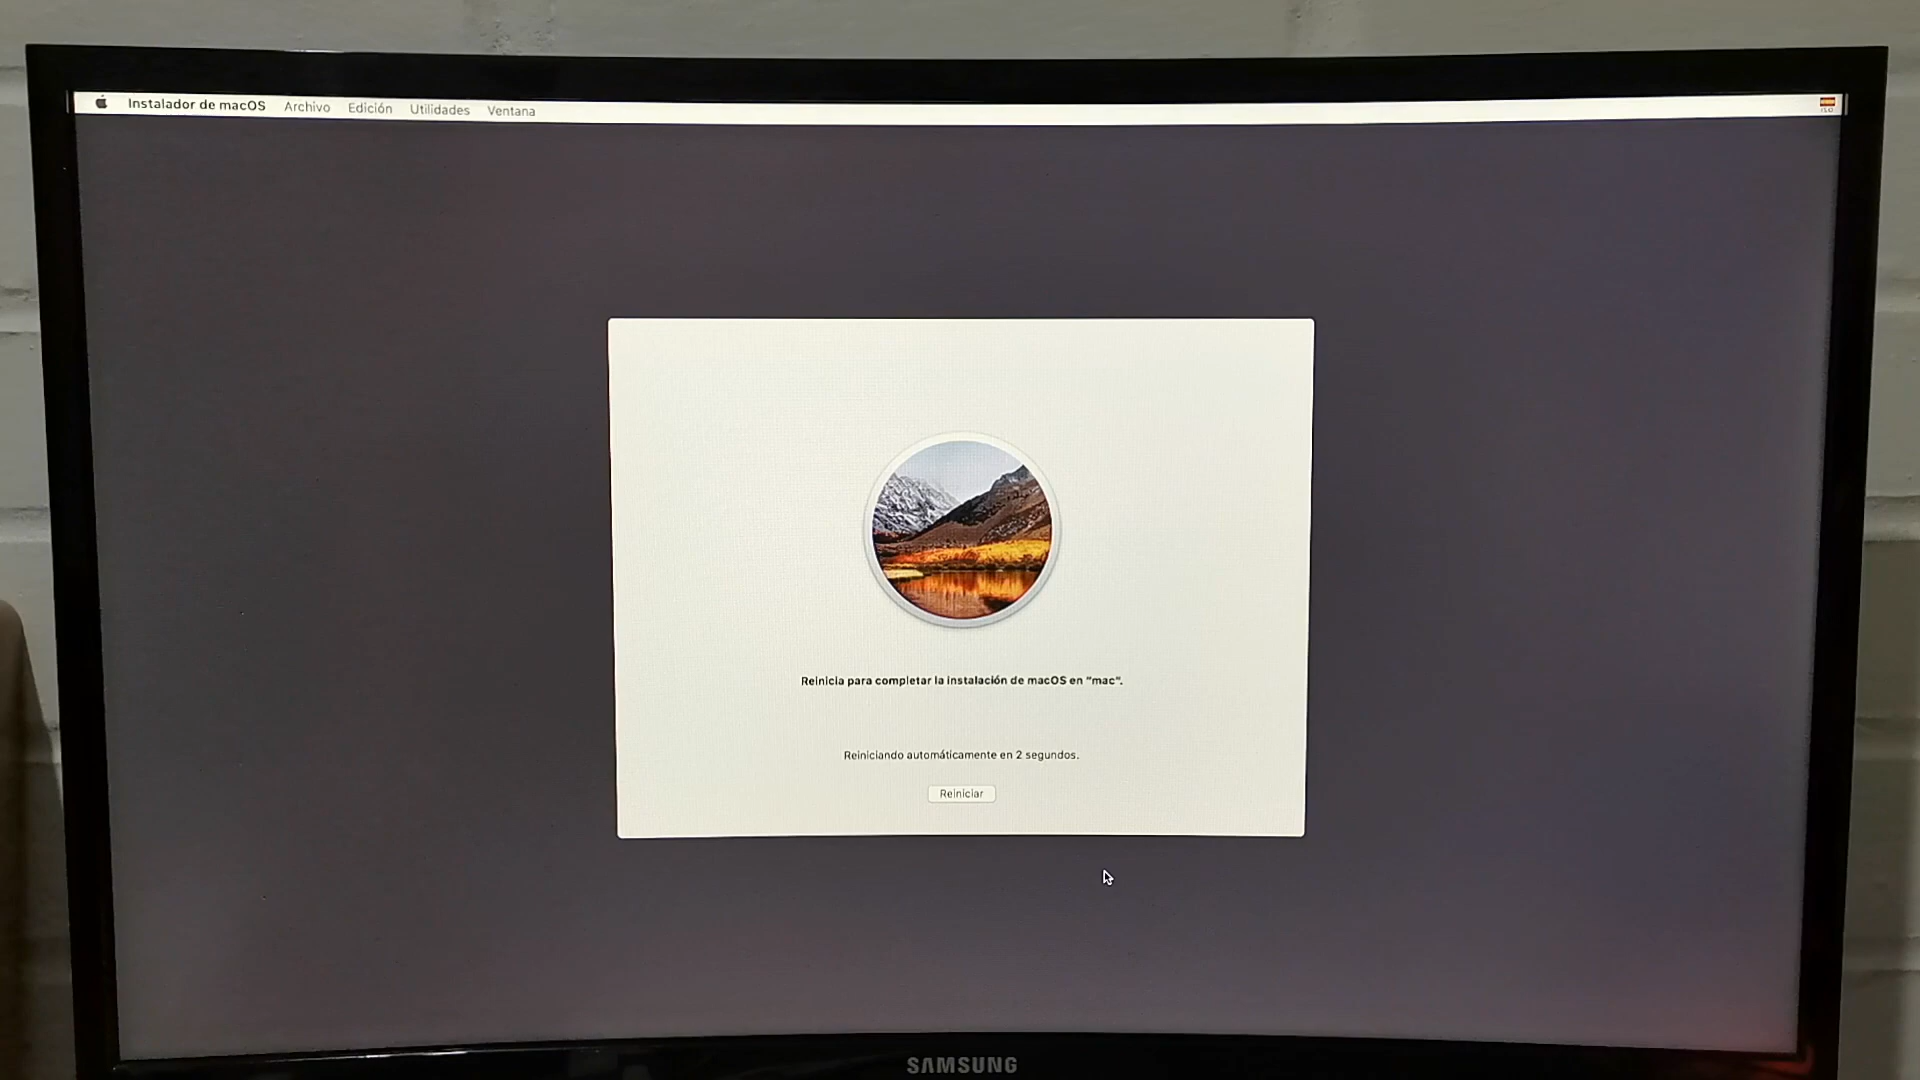 Instalador de macOS Archivo Edición Utilidades Ventana
Reinicia para completar la instalación de macOS en "mac".
Reiniciando automáticamente en 2 segundos.
Reiniciar
SAMSUNG